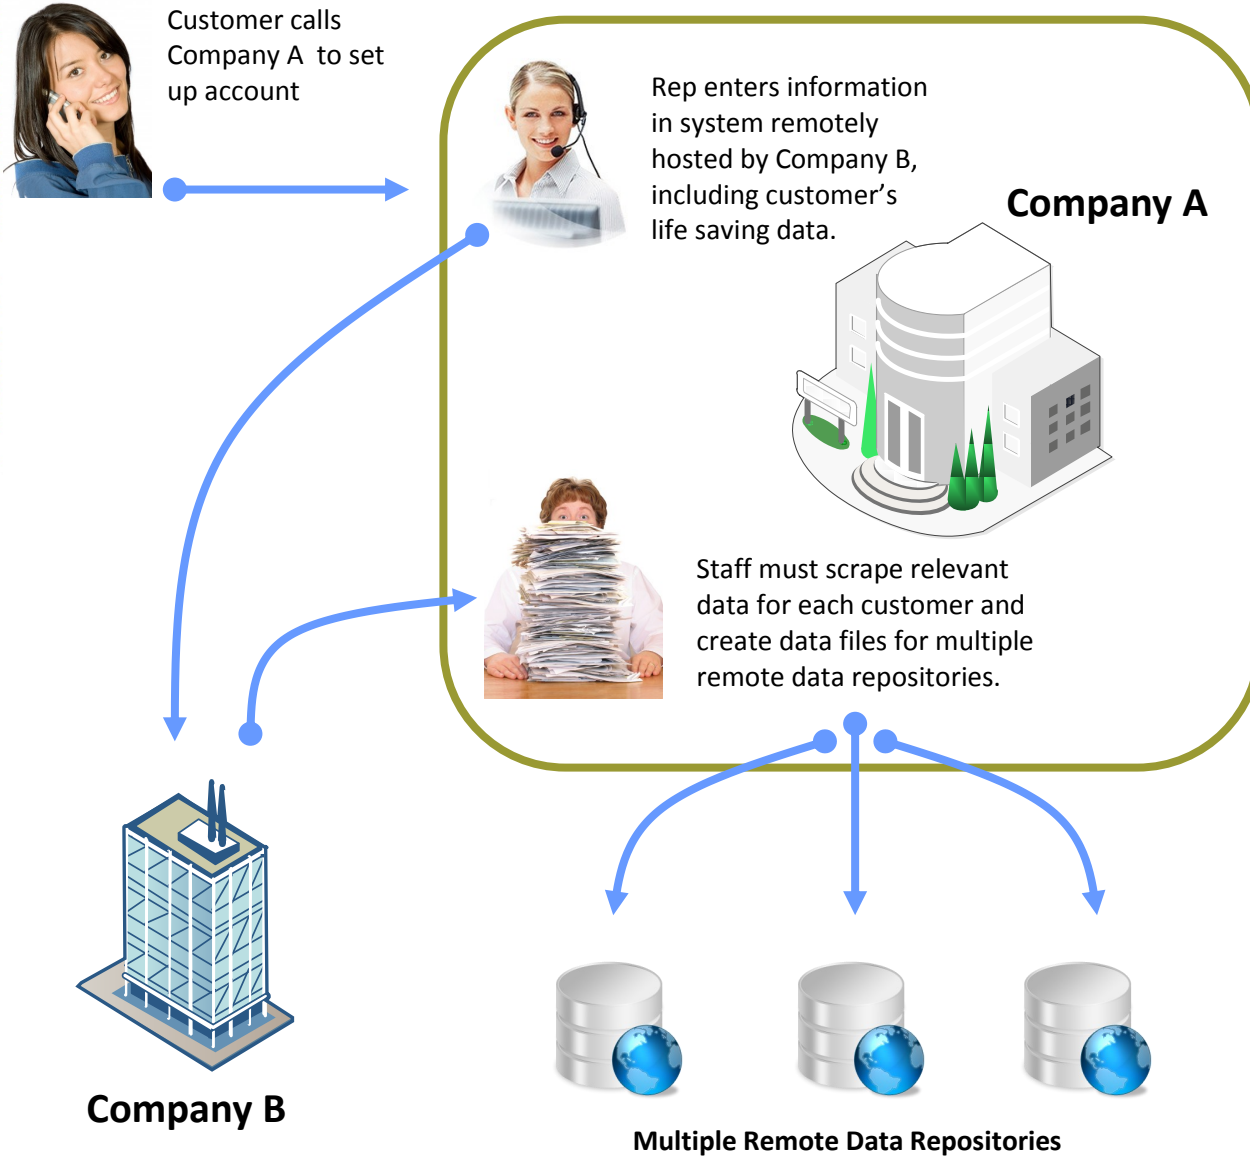 Customer calls
Company A  to set
up account
Rep enters information
in system remotely
hosted by Company B,
including customer’s
life saving data.
Company A
Staff must scrape relevant
data for each customer and
create data files for multiple
remote data repositories.
Company B
Multiple Remote Data Repositories